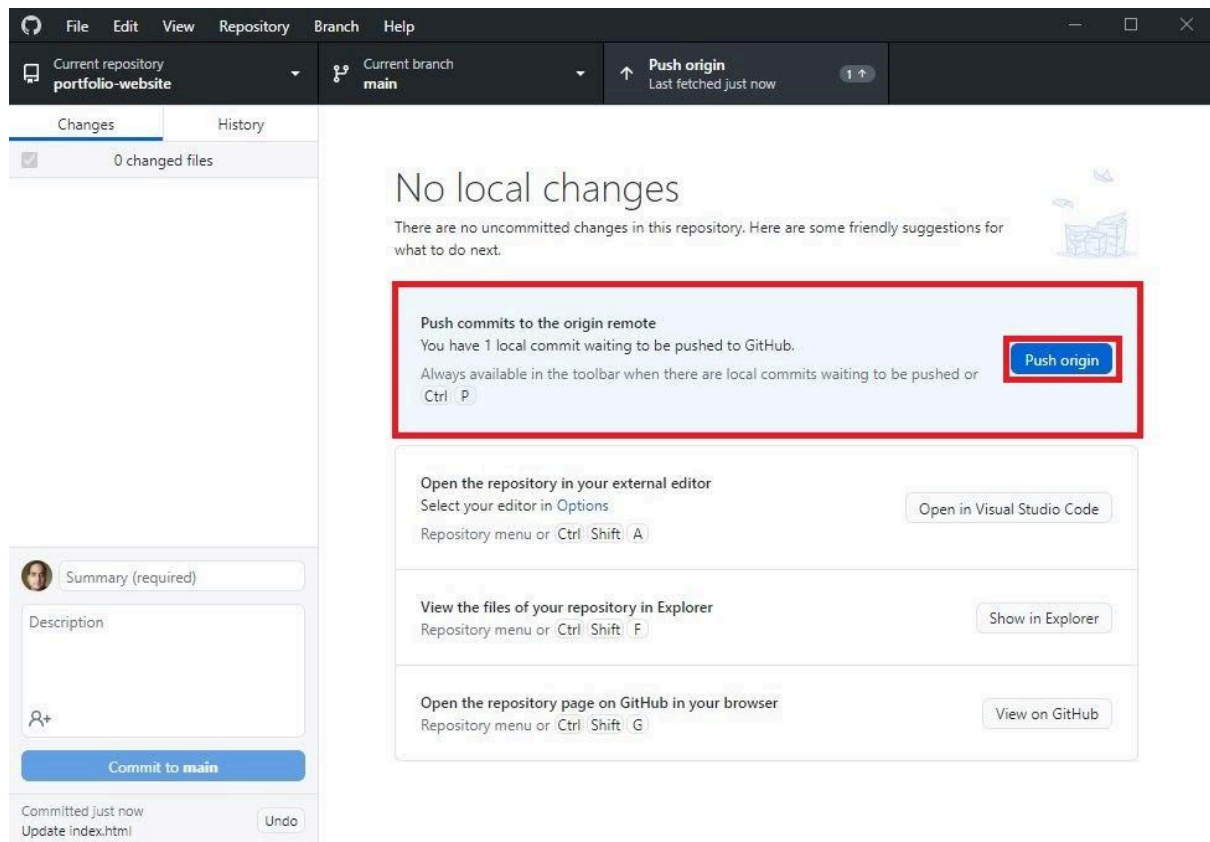 File Edit View Repository Branch Help
Current repository
portfolio-website
Current branch
main
Push origin
Last fetched just now
1
Changes History
0 changed files
No local changes
There are no uncommitted changes in this repository. Here are some friendly suggestions for
what to do next.
Push commits to the origin remote
You have 1 local commit waiting to be pushed to GitHub.
Always available in the toolbar when there are local commits waiting to be pushed or
Ctrl P
Push origin
Open the repository in your external editor
Select your editor in Options
Repository menu or Ctrl Shift A
Open in Visual Studio Code
View the files of your repository in Explorer
Repository menu or Ctrl Shift F
Show in Explorer
Open the repository page on GitHub in your browser
Repository menu or Ctrl Shift G
View on GitHub
Summary (required)
Description
Commit to main
Committed just now
Update index.html
Undo